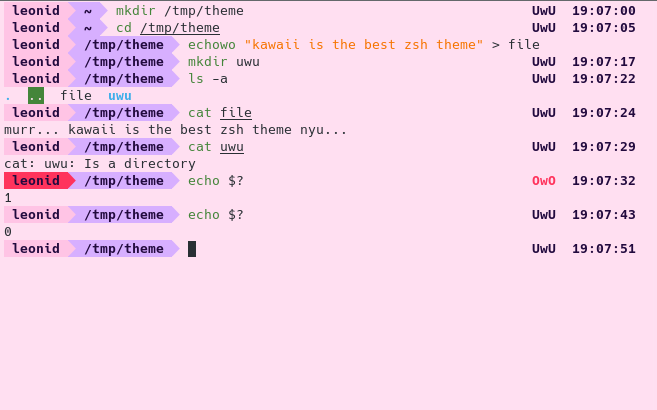 leonid ~ mkdir /tmp/theme UwU 19:07:00
leonid ~ cd /tmp/theme UwU 19:07:05
leonid /tmp/theme echowo "kawaii is the best zsh theme" > file
leonid /tmp/theme mkdir uwu UwU 19:07:17
leonid /tmp/theme ls -a UwU 19:07:22
. .. file uwu
leonid /tmp/theme cat file UwU 19:07:24
murr... kawaii is the best zsh theme nyu...
leonid /tmp/theme cat uwu UwU 19:07:29
cat: uwu: Is a directory
leonid /tmp/theme echo $? OwO 19:07:32
1
leonid /tmp/theme echo $? UwU 19:07:43
0
leonid /tmp/theme UwU 19:07:51